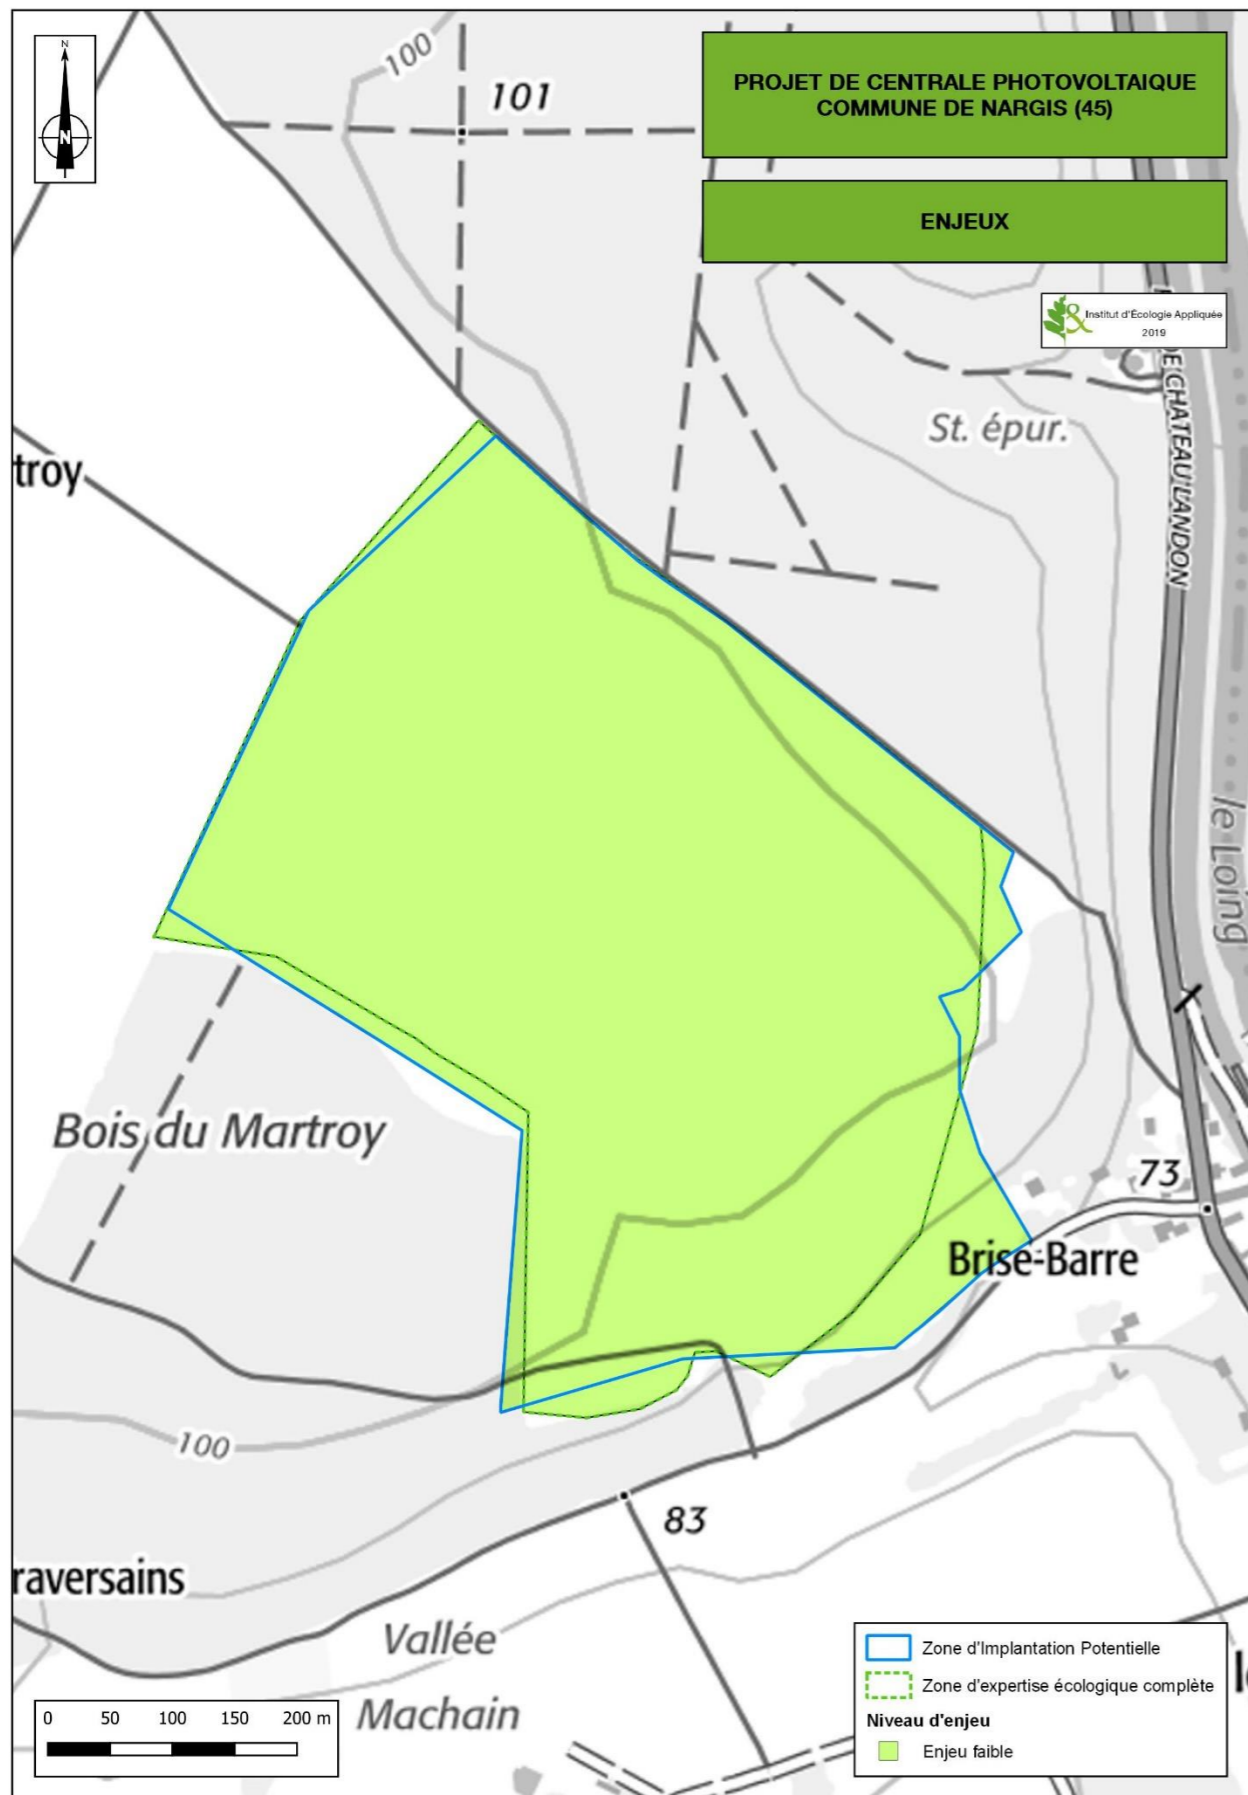 N
N
100
101
PROJET DE CENTRALE PHOTOVOLTAIQUE
COMMUNE DE NARGIS (45)
ENJEUX
Institut d'Écologie Appliquée
2019
DE CHATEAU LANDON
St. épur.
troy
le Loing
Bois du Martroy
73
Brise-Barre
100
83
raversains
Vallée
Machain
Zone d'Implantation Potentielle
Zone d'expertise écologique complète
Niveau d'enjeu
Enjeu faible
0 50 100 150 200 m